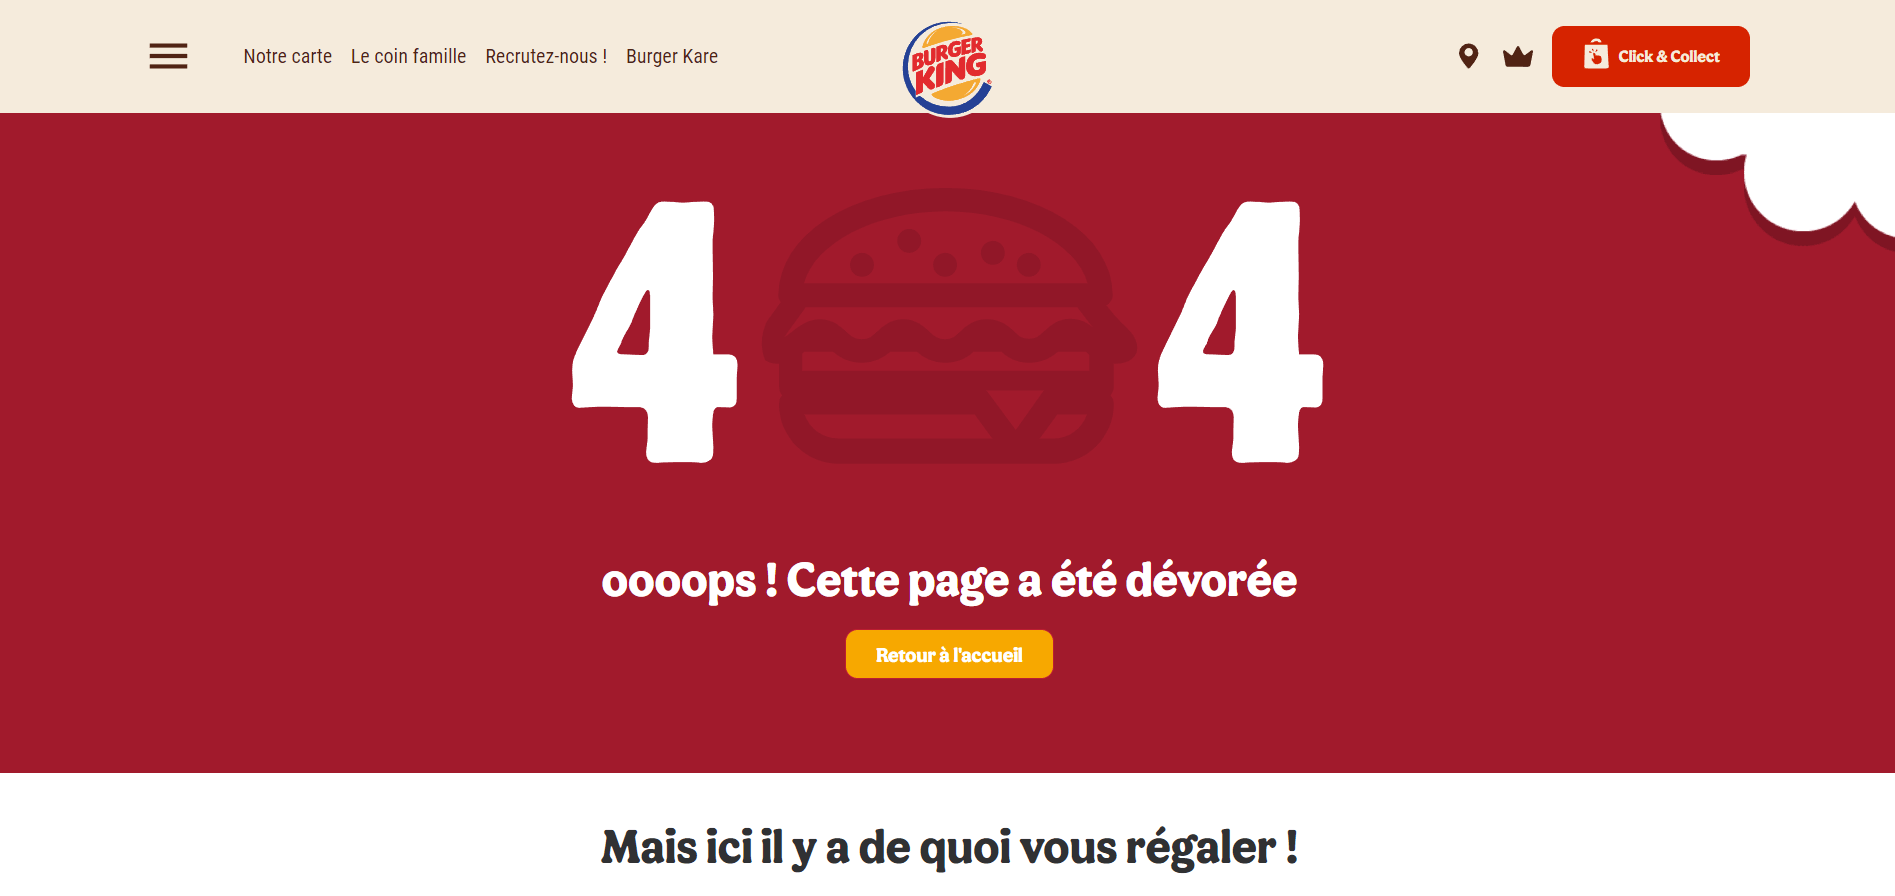 Notre carte Le coin famille Recrutez-nous ! Burger Kare
BURGER
KING
®
Click & Collect
4 4
oooops ! Cette page a été dévorée
Retour à l'accueil
Mais ici il y a de quoi vous régaler !